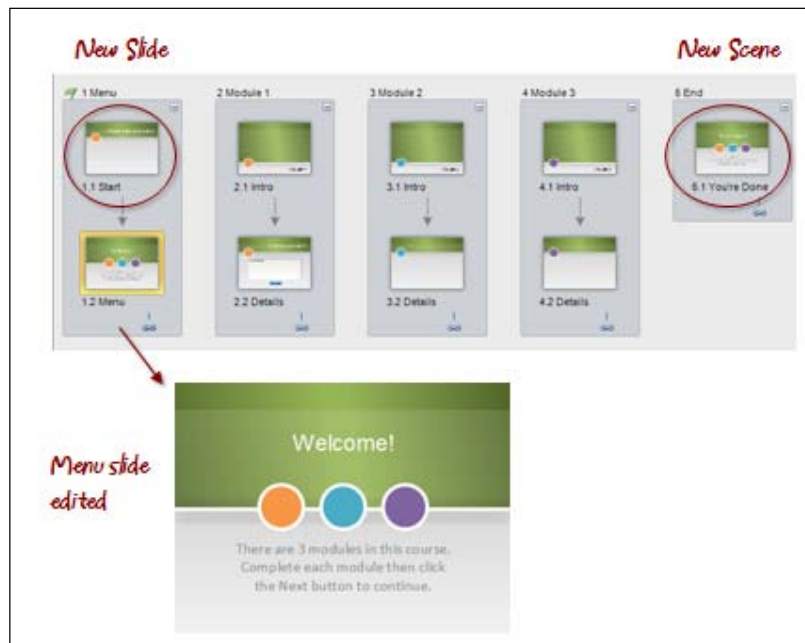 New Slide
New Scene
1 Menu
2 Module 1
3 Module 2
4 Module 3
1.1 Start
2.1 Intro
3.1 Intro
4.1 Intro
You're Done
1.2 Menu
2.2 Details
3.2 Details
4.2 Details
End
Menu slide
edited
Welcome!
There are 3 modules in this course.
Complete each module then click
the Next button to continue.